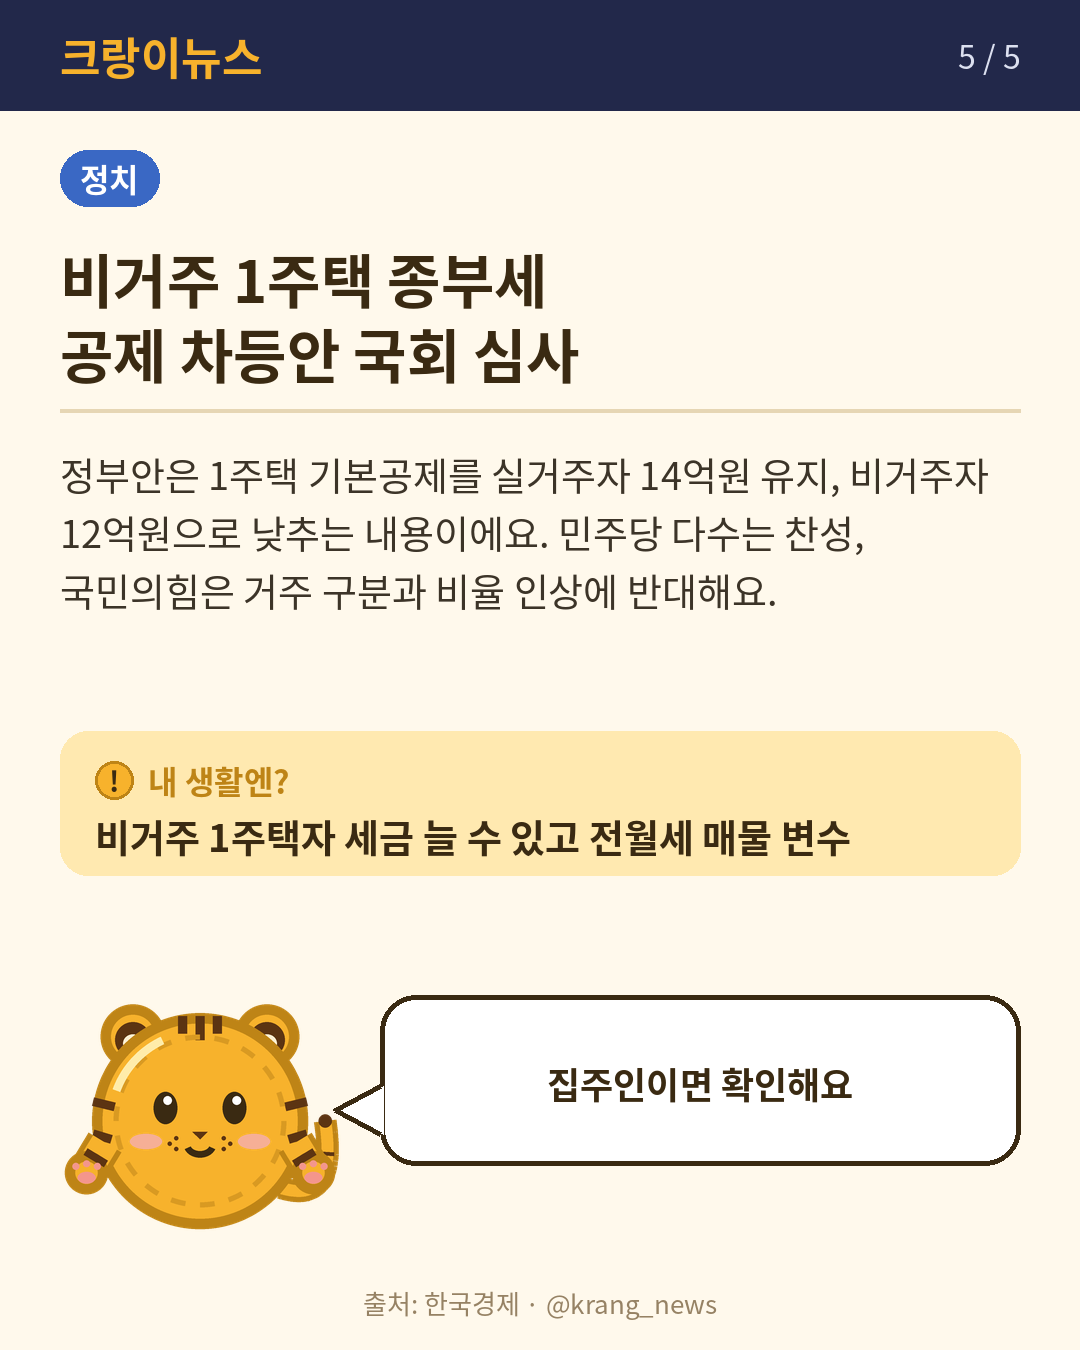 크랑이뉴스
5 / 5
정치
비거주 1주택 종부세
공제 차등안 국회 심사
정부안은 1주택 기본공제를 실거주자 14억원 유지, 비거주자
12억원으로 낮추는 내용이에요. 민주당 다수는 찬성,
국민의힘은 거주 구분과 비율 인상에 반대해요.
! 내 생활엔?
비거주 1주택자 세금 늘 수 있고 전월세 매물 변수
집주인이면 확인해요
출처: 한국경제 · @krang_news